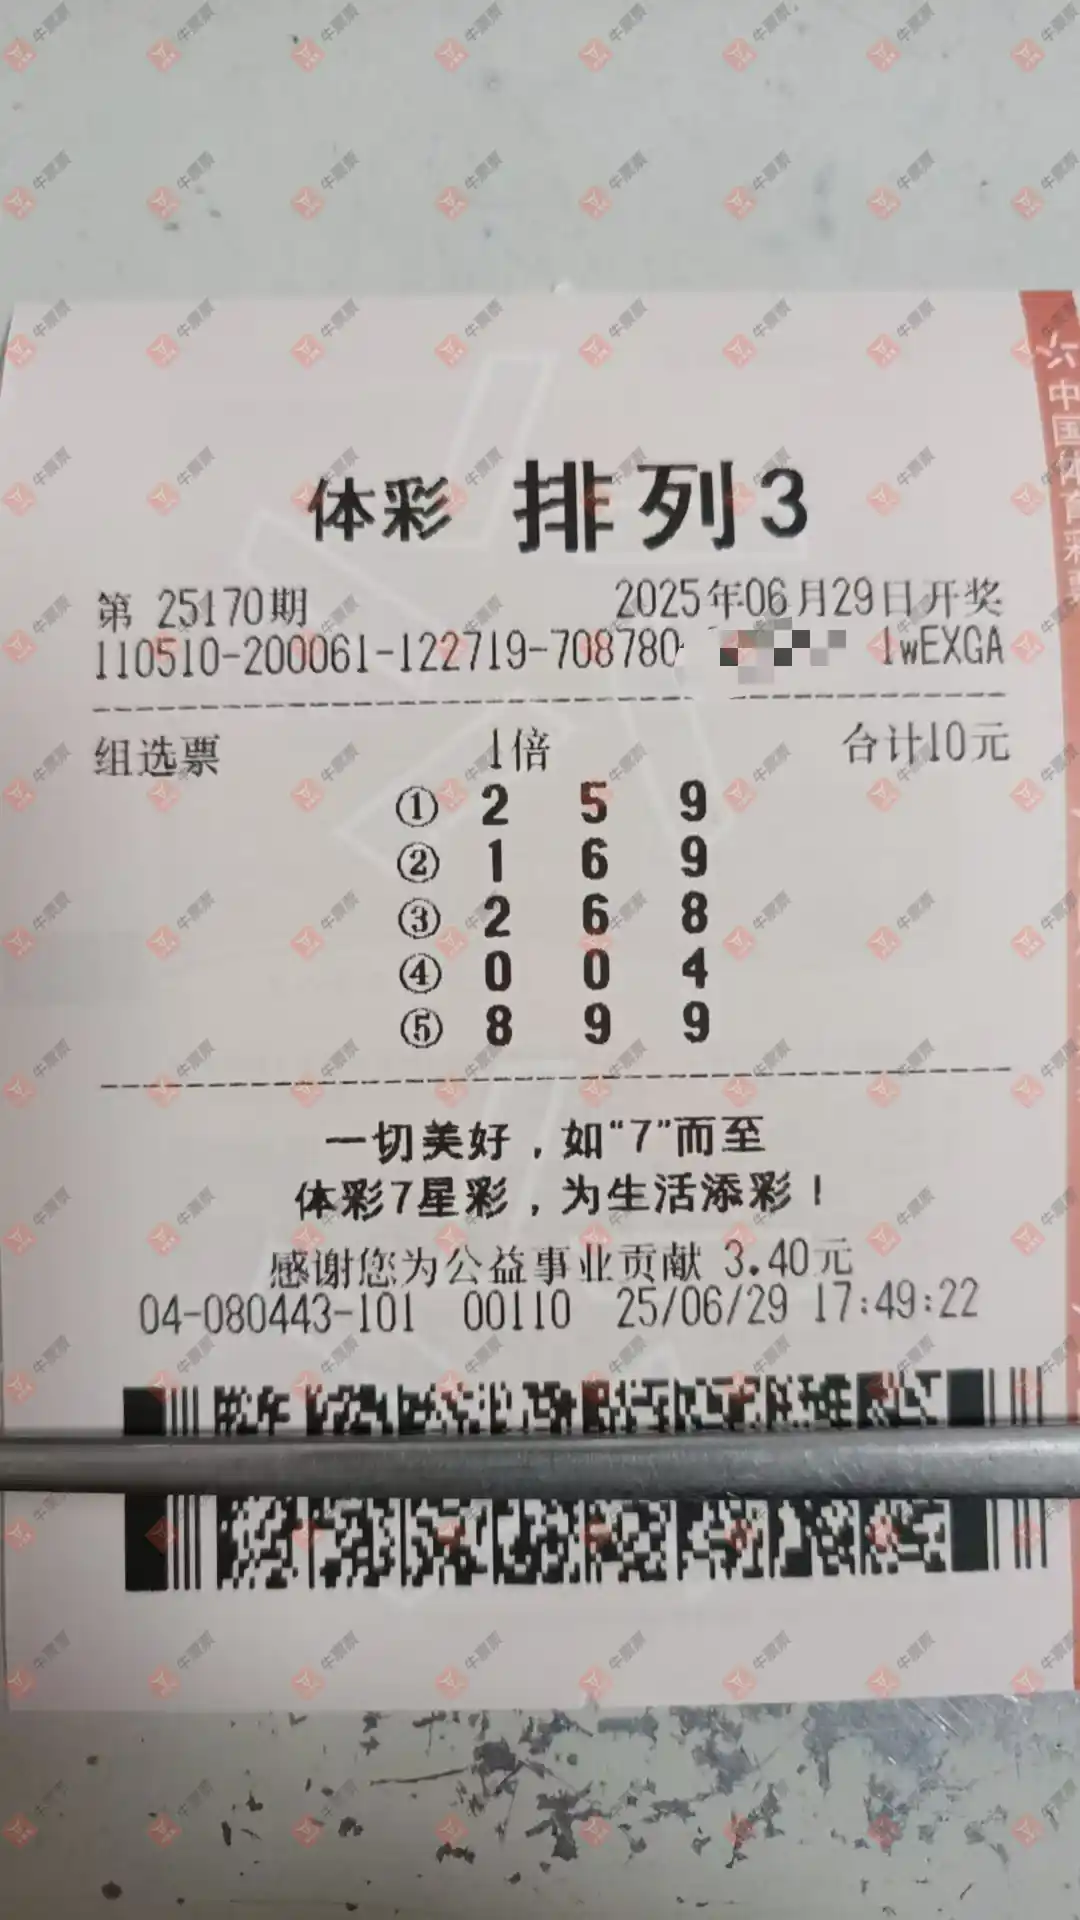 体彩 排列3
第 25170期 2025年06月29日开奖
110510-200061-122719-708780 1wEXGA
组选票 1倍 合计10元
① 2 5 9
② 1 6 9
③ 2 6 8
④ 0 0 4
⑤ 8 9 9
一切美好，如“7”而至
体彩7星彩，为生活添彩！
感谢您为公益事业贡献 3.40元
04-080443-101 00110 25/06/29 17:49:22
中国体育彩票
牛票票